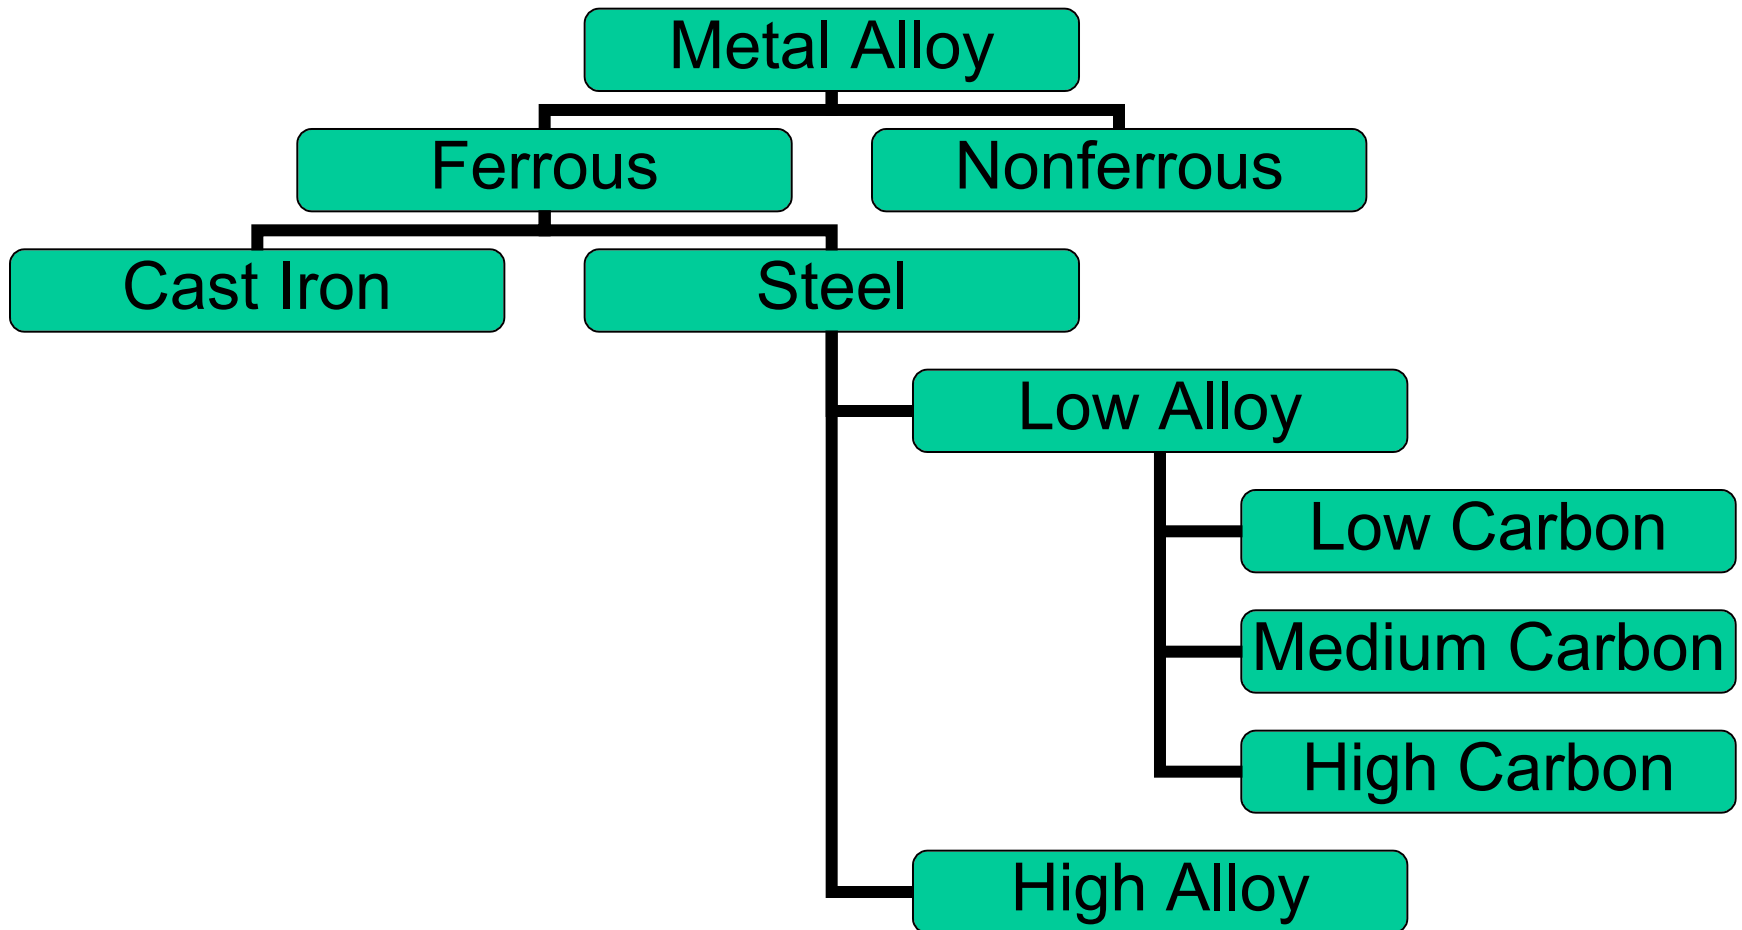 Metal Alloy
Ferrous
Nonferrous
Cast Iron
Steel
Low Alloy
Low Carbon
Medium Carbon
High Carbon
High Alloy